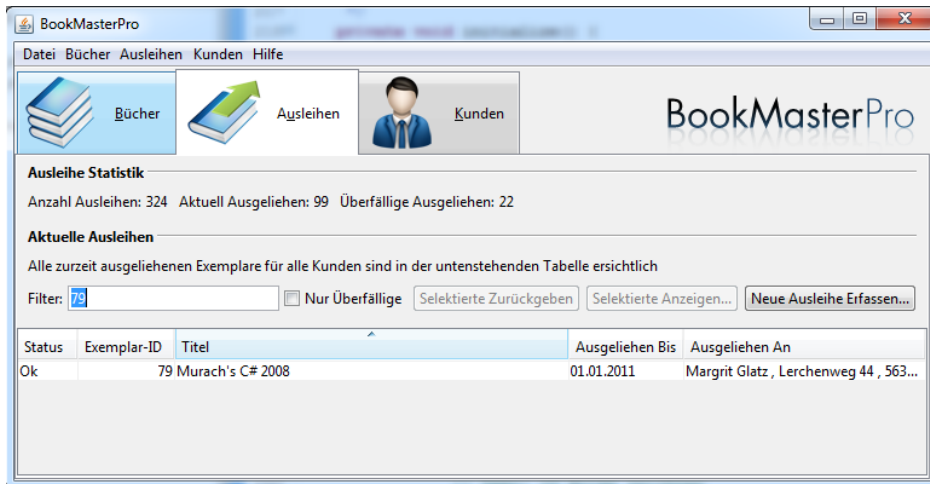 BookMasterPro
Datei Bücher Ausleihen Kunden Hilfe
Bücher Ausleihen Kunden BookMasterPro
Ausleihe Statistik
Anzahl Ausleihen: 324 Aktuell Ausgeliehen: 99 Überfällige Ausgeliehen: 22
Aktuelle Ausleihen
Alle zurzeit ausgeliehenen Exemplare für alle Kunden sind in der untenstehenden Tabelle ersichtlich
Filter: 79 Nur Überfällige Selektierte Zurückgeben Selektierte Anzeigen... Neue Ausleihe Erfassen...
Status Exemplar-ID Titel Ausgeliehen Bis Ausgeliehen An
Ok 79 Murach's C# 2008 01.01.2011 Margrit Glatz , Lerchenweg 44 , 563...